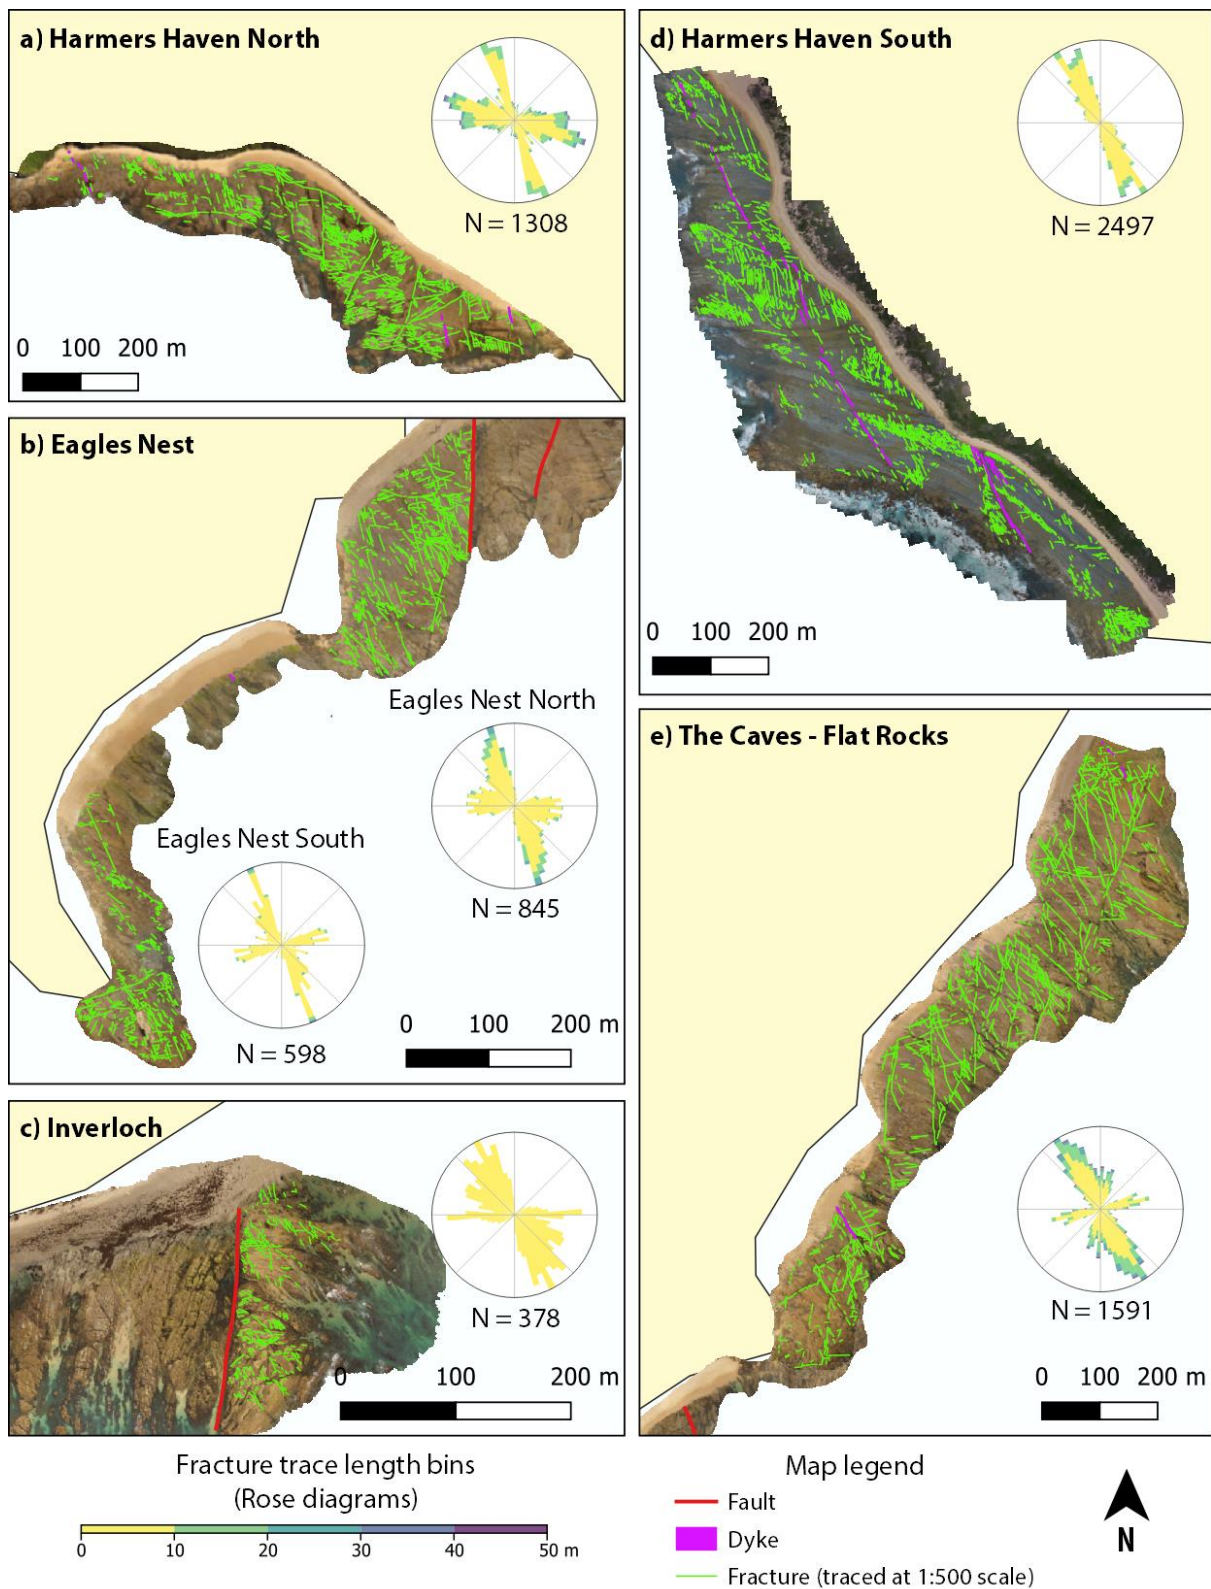 a) Harmers Haven North
N = 1308
0 100 200 m
b) Eagles Nest
Eagles Nest North
N = 845
Eagles Nest South
N = 598
0 100 200 m
c) Inverloch
N = 378
0 100 200 m
d) Harmers Haven South
N = 2497
0 100 200 m
e) The Caves - Flat Rocks
N = 1591
0 100 200 m
Fracture trace length bins
(Rose diagrams)
0 10 20 30 40 50 m
Map legend
Fault
Dyke
Fracture (traced at 1:500 scale)
N